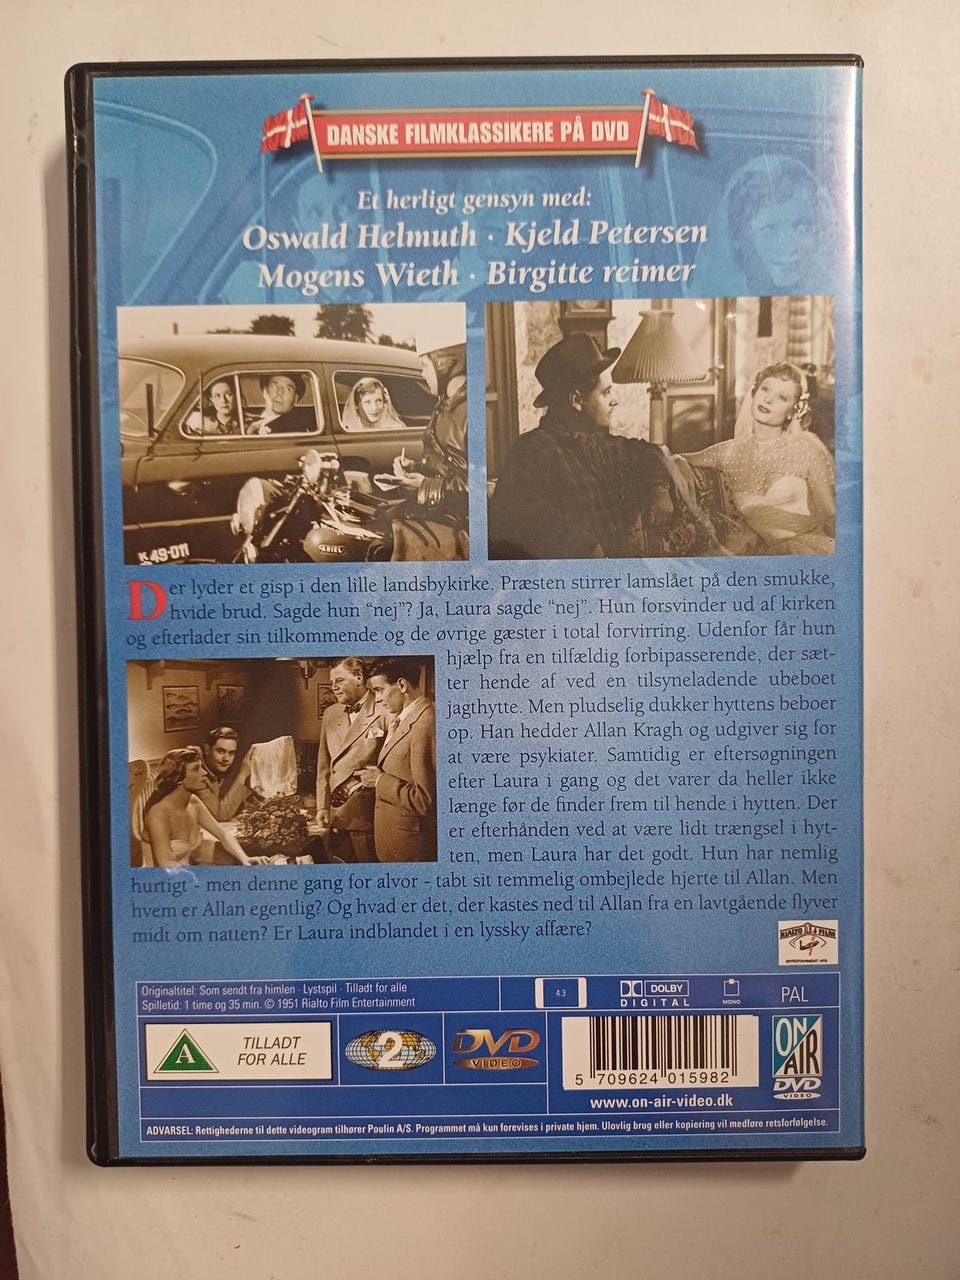 DANSKE FILMKLASSIKERE PÅ DVD
Et herligt gensyn med:
Oswald Helmuth · Kjeld Petersen
Mogens Wieth · Birgitte reimer
K 49-011
ARIEL
Der lyder et gisp i den lille landsbykirke. Præsten stirrer lamslået på den smukke,
hvide brud. Sagde hun “nej”? Ja, Laura sagde “nej”. Hun forsvinder ud af kirken
og efterlader sin tilkommende og de øvrige gæster i total forvirring. Udenfor får hun
hjælp fra en tilfældig forbipasserende, der sæt-
ter hende af ved en tilsyneladende ubeboet
jagthytte. Men pludselig dukker hyttens beboer
op. Han hedder Allan Kragh og udgiver sig for
at være psykiater. Samtidig er eftersøgningen
efter Laura i gang og det varer da heller ikke
længe før de finder frem til hende i hytten. Der
er efterhånden ved at være lidt trængsel i hyt-
ten, men Laura har det godt. Hun har nemlig
hurtigt - men denne gang for alvor - tabt sit temmelig ombejlede hjerte til Allan. Men
hvem er Allan egentlig? Og hvad er det, der kastes ned til Allan fra en lavtgående flyver
midt om natten? Er Laura indblandet i en lyssky affære?
RIALTO FILM
ENTERTAINMENT APS
Originaltitel: Som sendt fra himlen · Lystspil · Tilladt for alle
Spilletid: 1 time og 35 min. © 1951 Rialto Film Entertainment
4:3
DOLBY
DIGITAL
MONO
PAL
A
TILLADT
FOR ALLE
2
DVD
VIDEO
5 709624 015982
www.on-air-video.dk
ON
AIR
DVD
VIDEO
ADVARSEL: Rettighederne til dette videogram tilhører Poulin A/S. Programmet må kun forevises i private hjem. Ulovlig brug eller kopiering vil medføre retsforfølgelse.